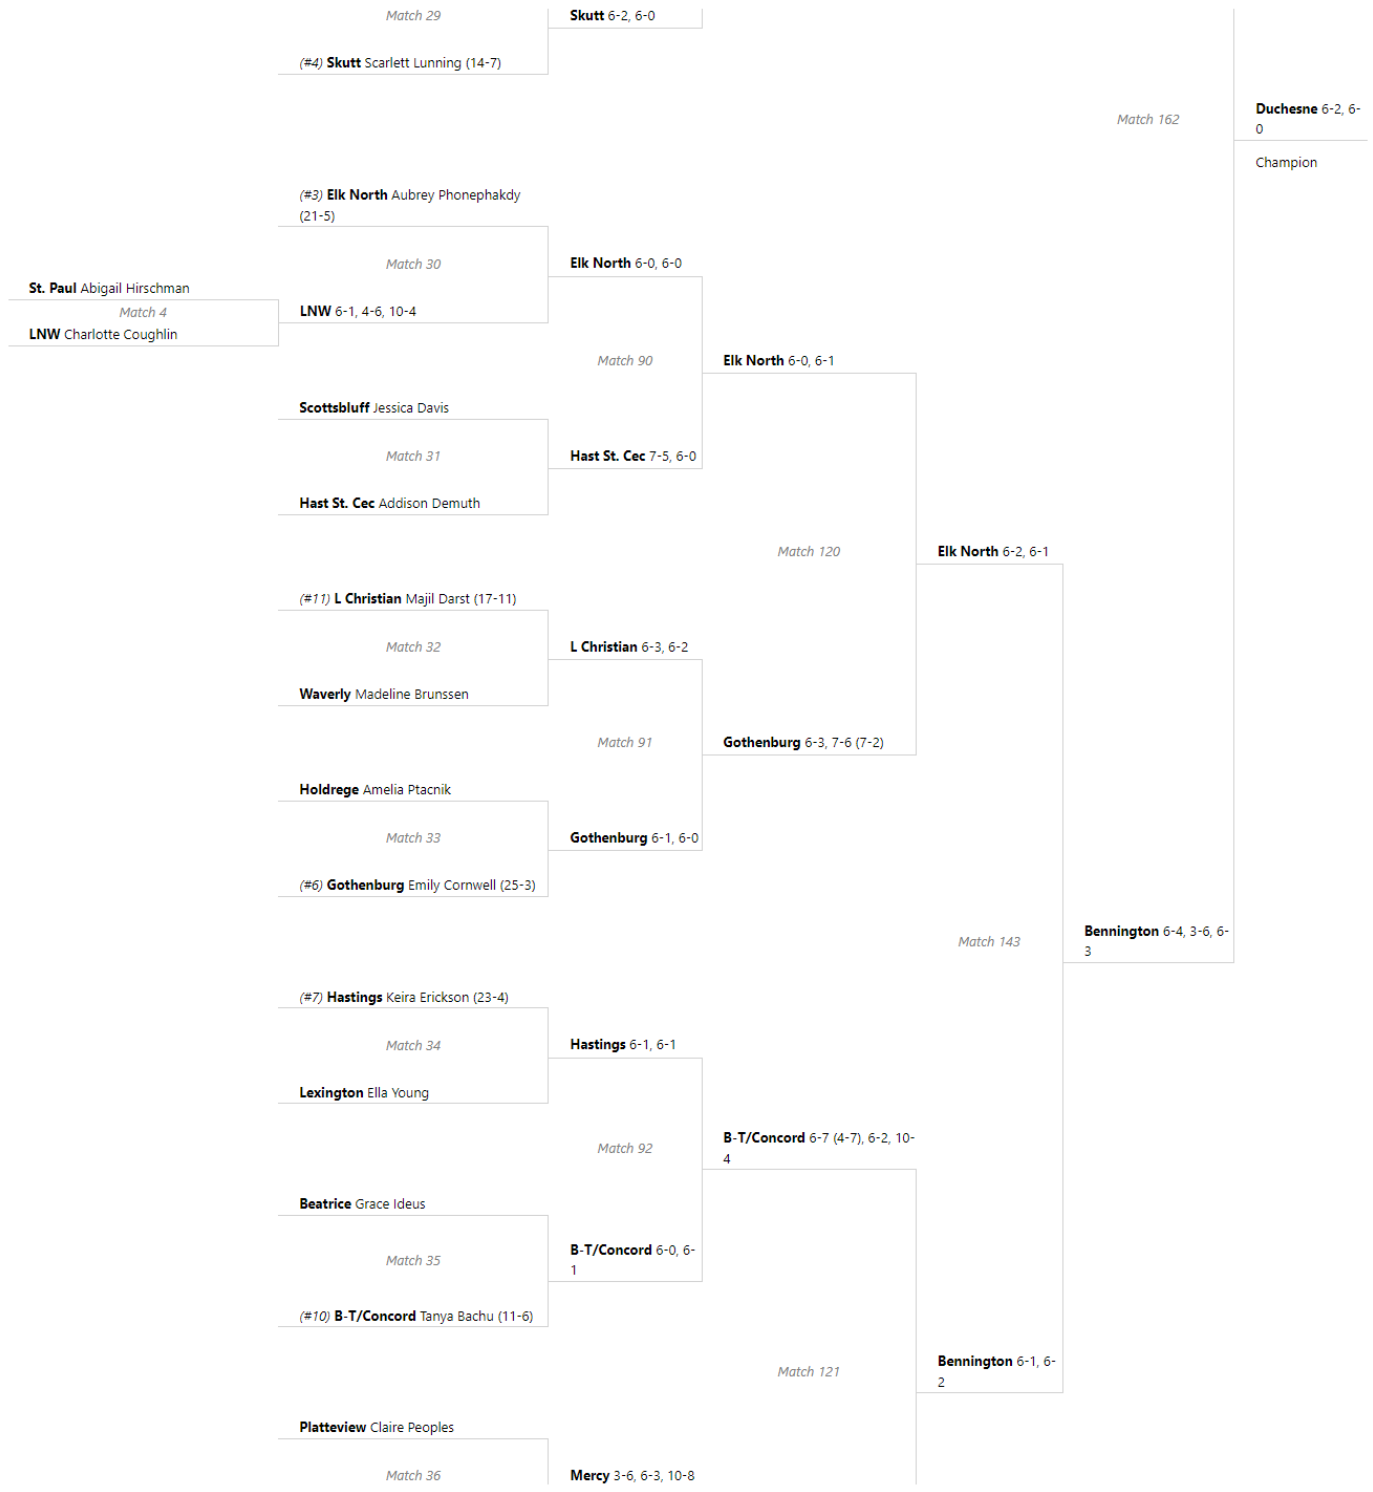 Match 29
Skutt 6-2, 6-0
(#4) Skutt Scarlett Lunning (14-7)
Duchesne 6-2, 6-
0
Match 162
Champion
(#3) Elk North Aubrey Phonephakdy
(21-5)
Match 30
Elk North 6-0, 6-0
St. Paul Abigail Hirschman
Match 4
LNW 6-1, 4-6, 10-4
LNW Charlotte Coughlin
Match 90
Elk North 6-0, 6-1
Scottsbluff Jessica Davis
Match 31
Hast St. Cec 7-5, 6-0
Hast St. Cec Addison Demuth
Match 120
Elk North 6-2, 6-1
(#11) L Christian Majil Darst (17-11)
Match 32
L Christian 6-3, 6-2
Waverly Madeline Brunssen
Match 91
Gothenburg 6-3, 7-6 (7-2)
Holdrege Amelia Ptacnik
Match 33
Gothenburg 6-1, 6-0
(#6) Gothenburg Emily Cornwell (25-3)
Match 143
Bennington 6-4, 3-6, 6-
3
(#7) Hastings Keira Erickson (23-4)
Match 34
Hastings 6-1, 6-1
Lexington Ella Young
Match 92
B-T/Concord 6-7 (4-7), 6-2, 10-
4
Beatrice Grace Ideus
Match 35
B-T/Concord 6-0, 6-
1
(#10) B-T/Concord Tanya Bachu (11-6)
Match 121
Bennington 6-1, 6-
2
Platteview Claire Peoples
Match 36
Mercy 3-6, 6-3, 10-8